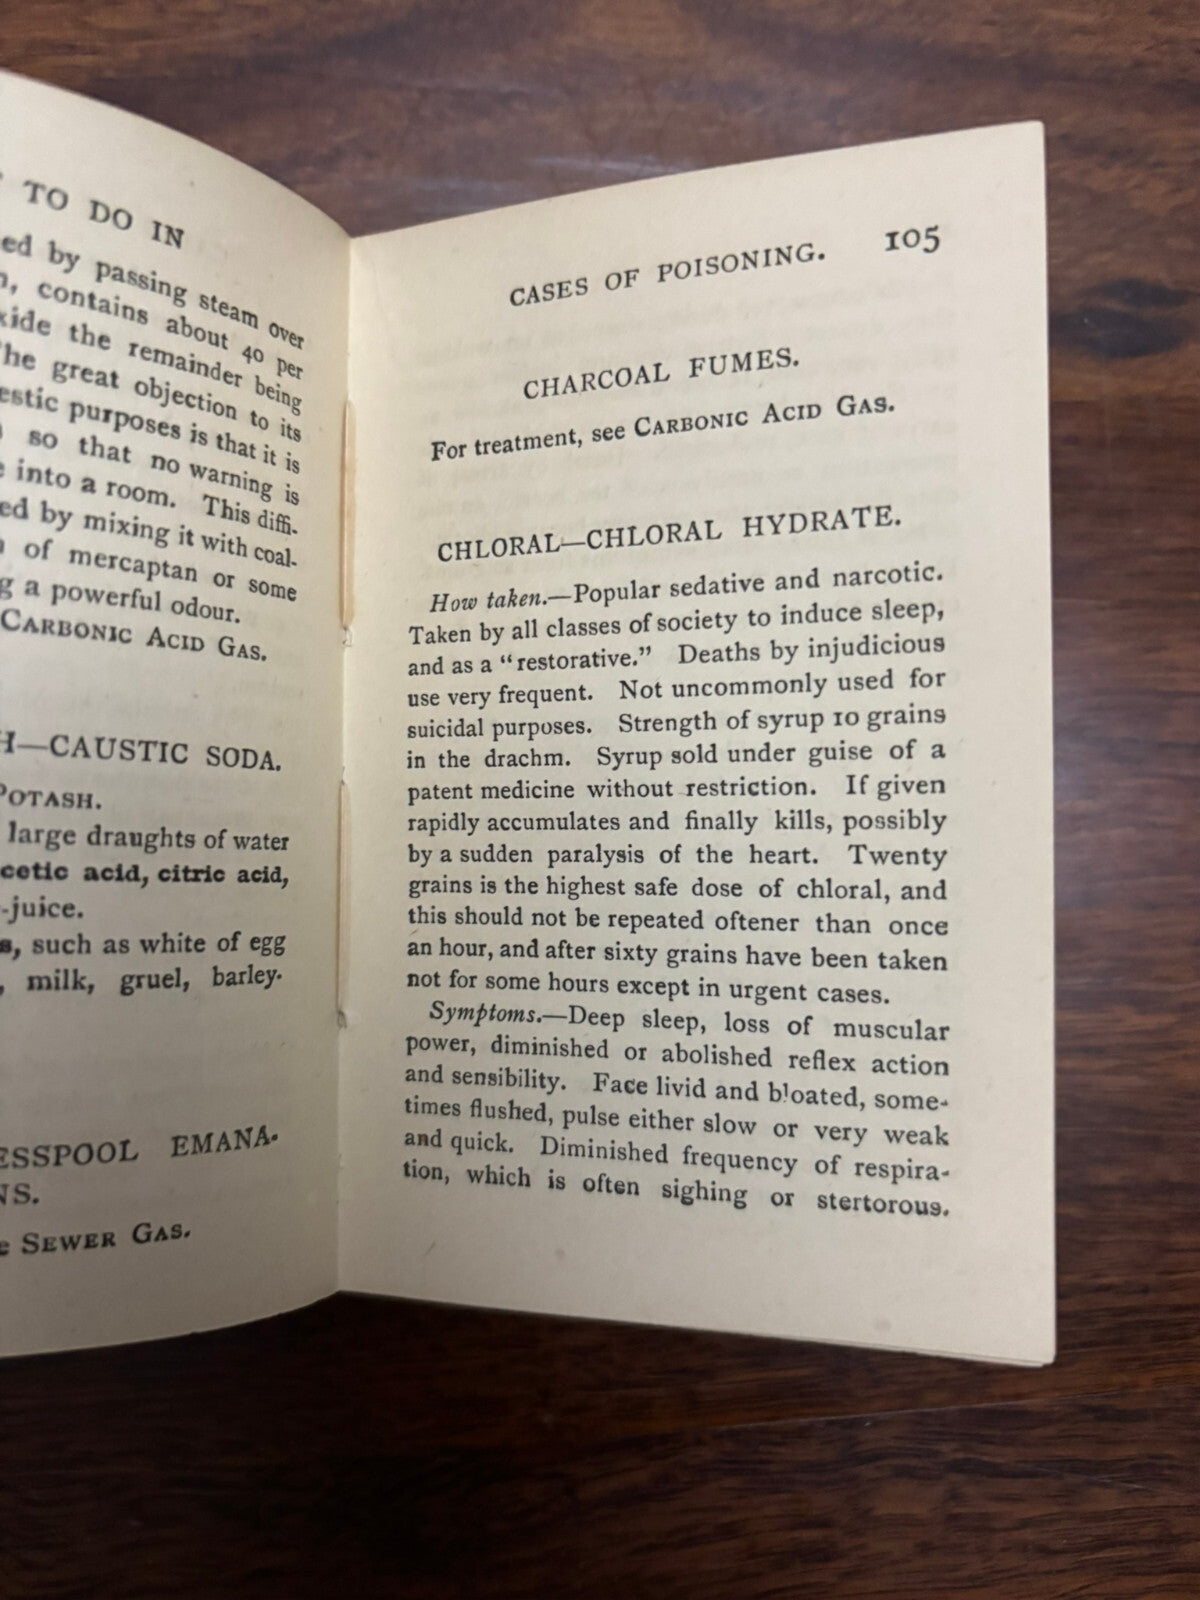 TO DO IN
ed by passing steam over
contains about 40 per
the remainder being
The great objection to its
purposes is that it is
so that no warning is
into a room. This diffi-
ed by mixing it with coal-
of mercaptan or some
a powerful odour.
CARBONIC ACID GAS.
H—CAUSTIC SODA.
POTASH.
large draughts of water
cetic acid, citric acid,
-juice.
such as white of egg
milk, gruel, barley-
ESSPOOL EMANA-
NS.
SEWER GAS.
CASES OF POISONING. 105
CHARCOAL FUMES.
For treatment, see CARBONIC ACID GAS.
CHLORAL—CHLORAL HYDRATE.
How taken.—Popular sedative and narcotic.
Taken by all classes of society to induce sleep,
and as a “restorative.” Deaths by injudicious
use very frequent. Not uncommonly used for
suicidal purposes. Strength of syrup 10 grains
in the drachm. Syrup sold under guise of a
patent medicine without restriction. If given
rapidly accumulates and finally kills, possibly
by a sudden paralysis of the heart. Twenty
grains is the highest safe dose of chloral, and
this should not be repeated oftener than once
an hour, and after sixty grains have been taken
not for some hours except in urgent cases.
Symptoms.—Deep sleep, loss of muscular
power, diminished or abolished reflex action
and sensibility. Face livid and bloated, some-
times flushed, pulse either slow or very weak
and quick. Diminished frequency of respira-
tion, which is often sighing or stertorous.